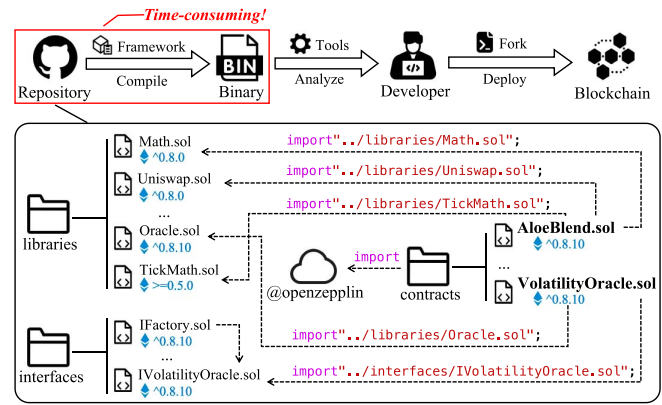 Time-consuming!
Framework
Compile
Tools
Analyze
Fork
Deploy
BIN
Repository
Binary
Developer
Blockchain
Math.sol
^0.8.0
Uniswap.sol
^0.8.0
...
Oracle.sol
^0.8.10
TickMath.sol
>=0.5.0
libraries
IFactory.sol
^0.8.10
...
IVolatilityOracle.sol
^0.8.10
interfaces
import"../libraries/Math.sol";
import"../libraries/Uniswap.sol";
import"../libraries/TickMath.sol";
AloeBlend.sol
^0.8.10
...
VolatilityOracle.sol
^0.8.10
import
@openzepplin
contracts
import"../libraries/Oracle.sol";
import"../interfaces/IVolatilityOracle.sol";